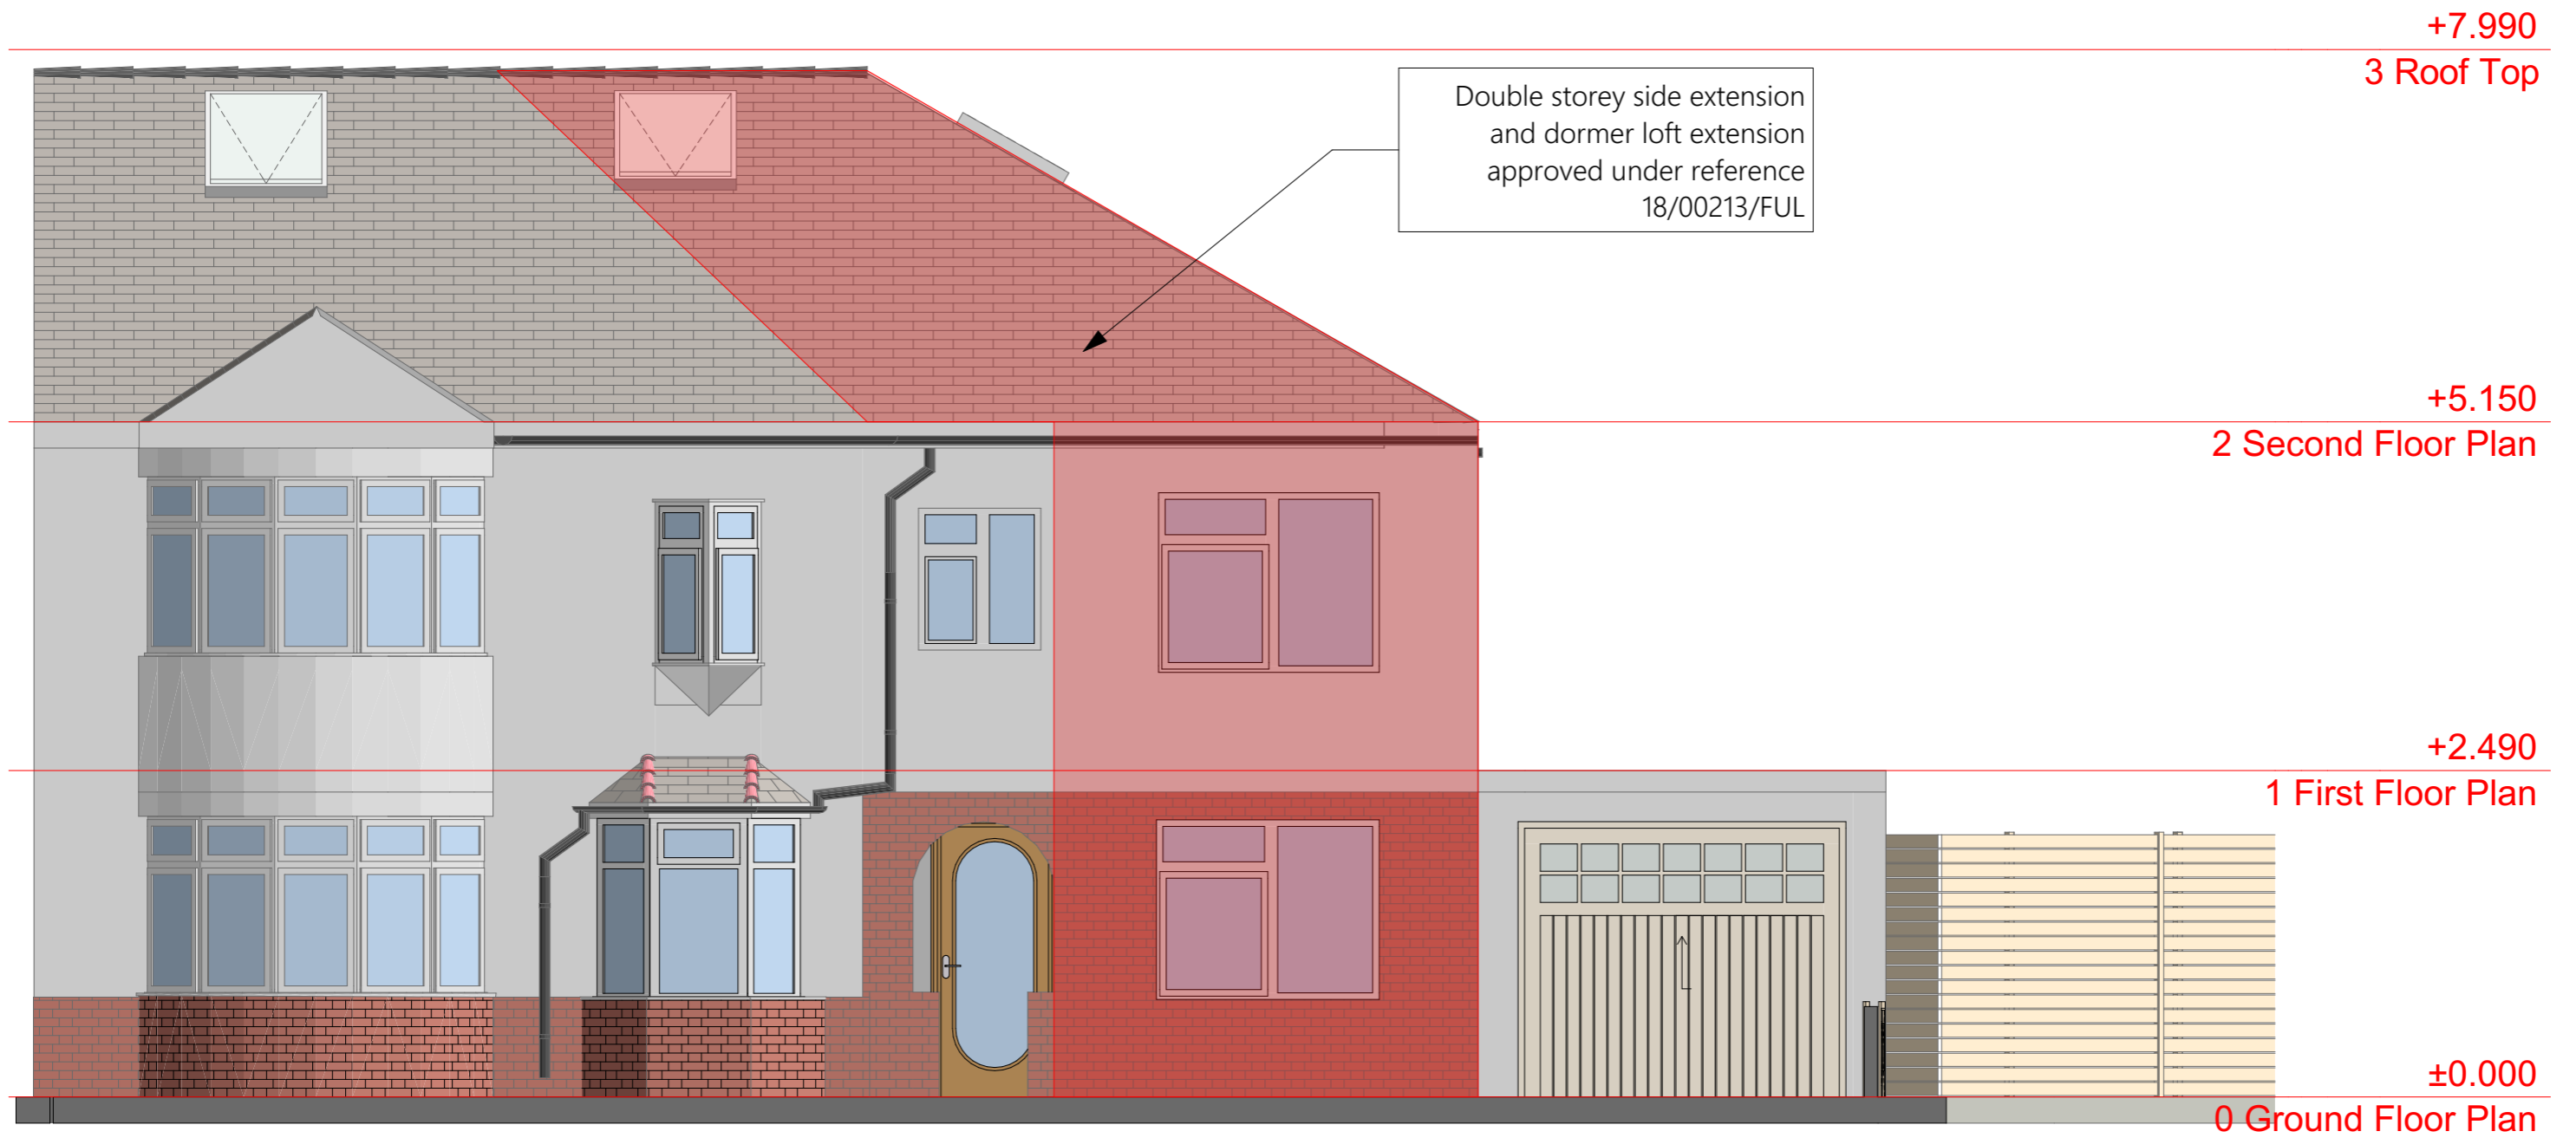 +7.990
3 Roof Top
Double storey side extension
and dormer loft extension
approved under reference
18/00213/FUL
+5.150
2 Second Floor Plan
+2.490
1 First Floor Plan
±0.000
0 Ground Floor Plan